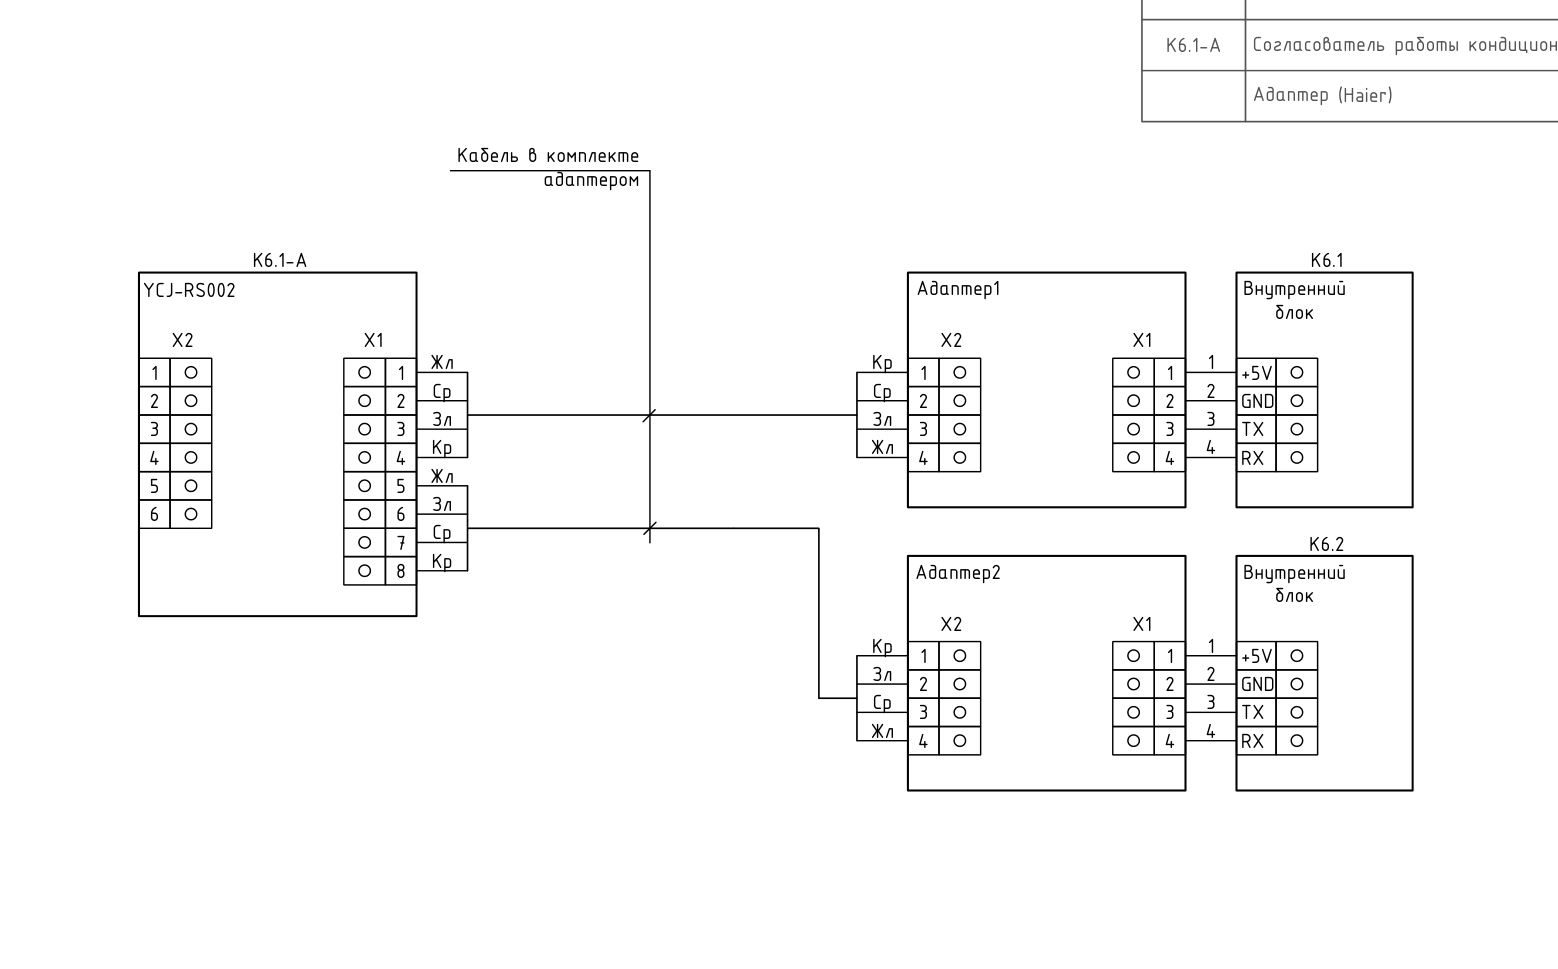 К6.1-А
Согласователь работы кондицион
Адаптер (Haier)
Кабель в комплекте
адаптером
К6.1-А
YCJ-RS002
X2
X1
1
2
3
4
5
6
1 Жл
2 Ср
3 Зл
4 Кр
5 Жл
6 Зл
7 Ср
8 Кр
Адаптер1
X2
X1
Кр 1
Ср 2
Зл 3
Жл 4
1 1
2 2
3 3
4 4
К6.1
Внутренний
блок
+5V
GND
TX
RX
Адаптер2
X2
X1
Кр 1
Зл 2
Ср 3
Жл 4
1 1
2 2
3 3
4 4
К6.2
Внутренний
блок
+5V
GND
TX
RX